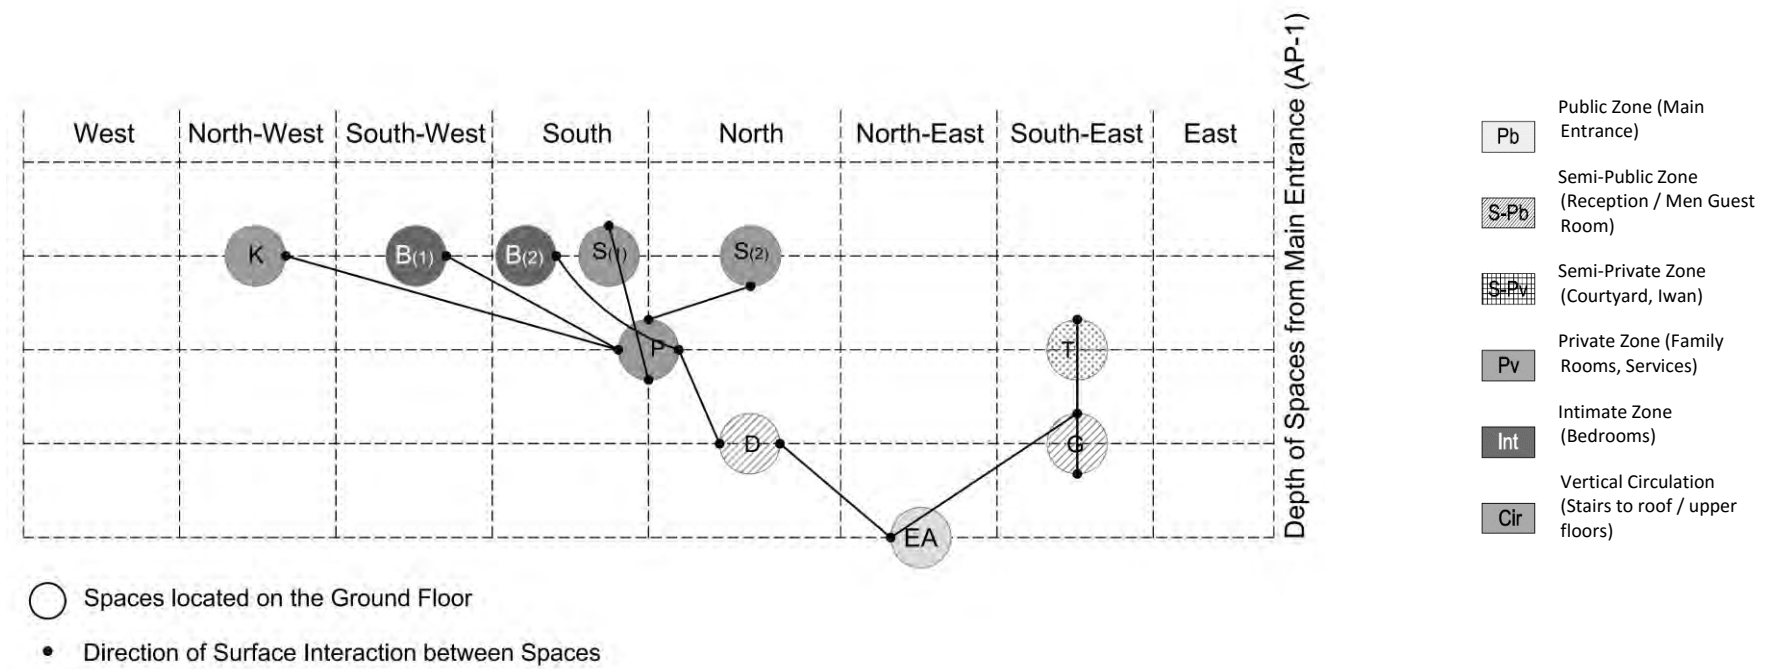 West North-West South-West South North North-East South-East East
Depth of Spaces from Main Entrance (AP-1)
K B(1) B(2) S(1) S(2)
P T
D G
EA
Spaces located on the Ground Floor
Direction of Surface Interaction between Spaces
Pb
Public Zone (Main
Entrance)
S-Pb
Semi-Public Zone
(Reception / Men Guest
Room)
S-Pv
Semi-Private Zone
(Courtyard, Iwan)
Pv
Private Zone (Family
Rooms, Services)
Int
Intimate Zone
(Bedrooms)
Cir
Vertical Circulation
(Stairs to roof / upper
floors)